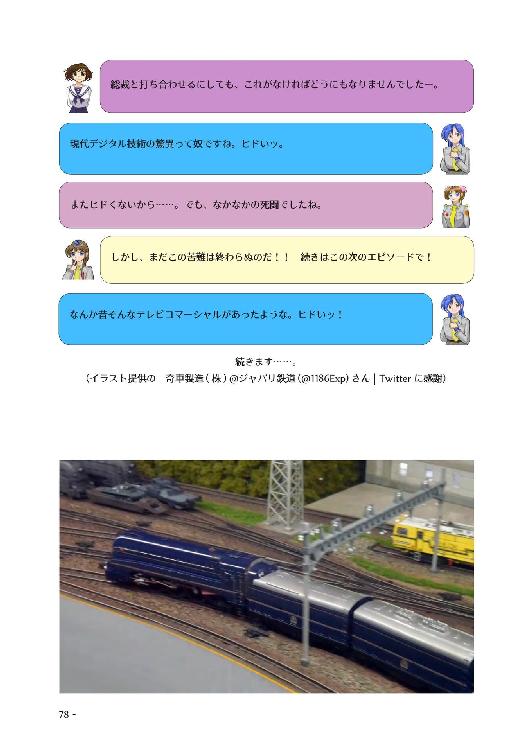 総裁と打ち合わせるにしても、これがなければどうにもなりませんでしたー。
現代デジタル技術の驚異って奴ですね。ヒドいッ。
またヒドくないから……。でも、なかなかの死闘でしたね。
しかし、まだこの苦難は終わらぬのだ！！　続きはこの次のエピソードで！
なんか昔そんなテレビコマーシャルがあったような。ヒドいッ！
続きます……。
（イラスト提供の　奇車製造（株）@ジャパリ鉄道（@1186Exp）さん | Twitter に感謝）
78 -